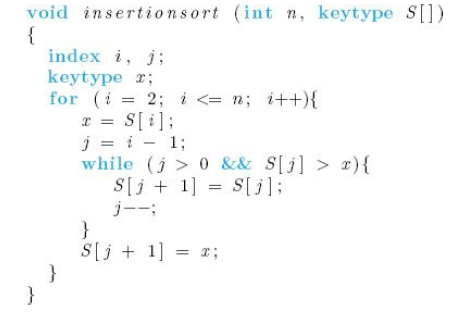 void insertionsort (int n, keytype S[])
{
index i, j;
keytype x;
for (i = 2; i <= n; i++){
x = S[i];
j = i - 1;
while (j > 0 && S[j] > x){
S[j + 1] = S[j];
j--;
}
S[j + 1] = x;
}
}